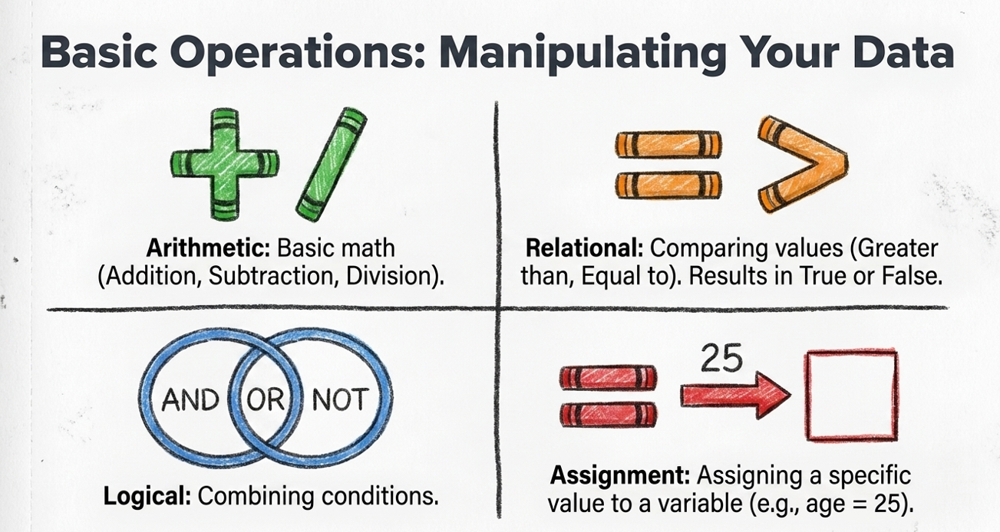 Basic Operations: Manipulating Your Data
Arithmetic: Basic math
(Addition, Subtraction, Division).
Relational: Comparing values (Greater
than, Equal to). Results in True or False.
AND OR NOT
Logical: Combining conditions.
25
Assignment: Assigning a specific
value to a variable (e.g., age = 25).